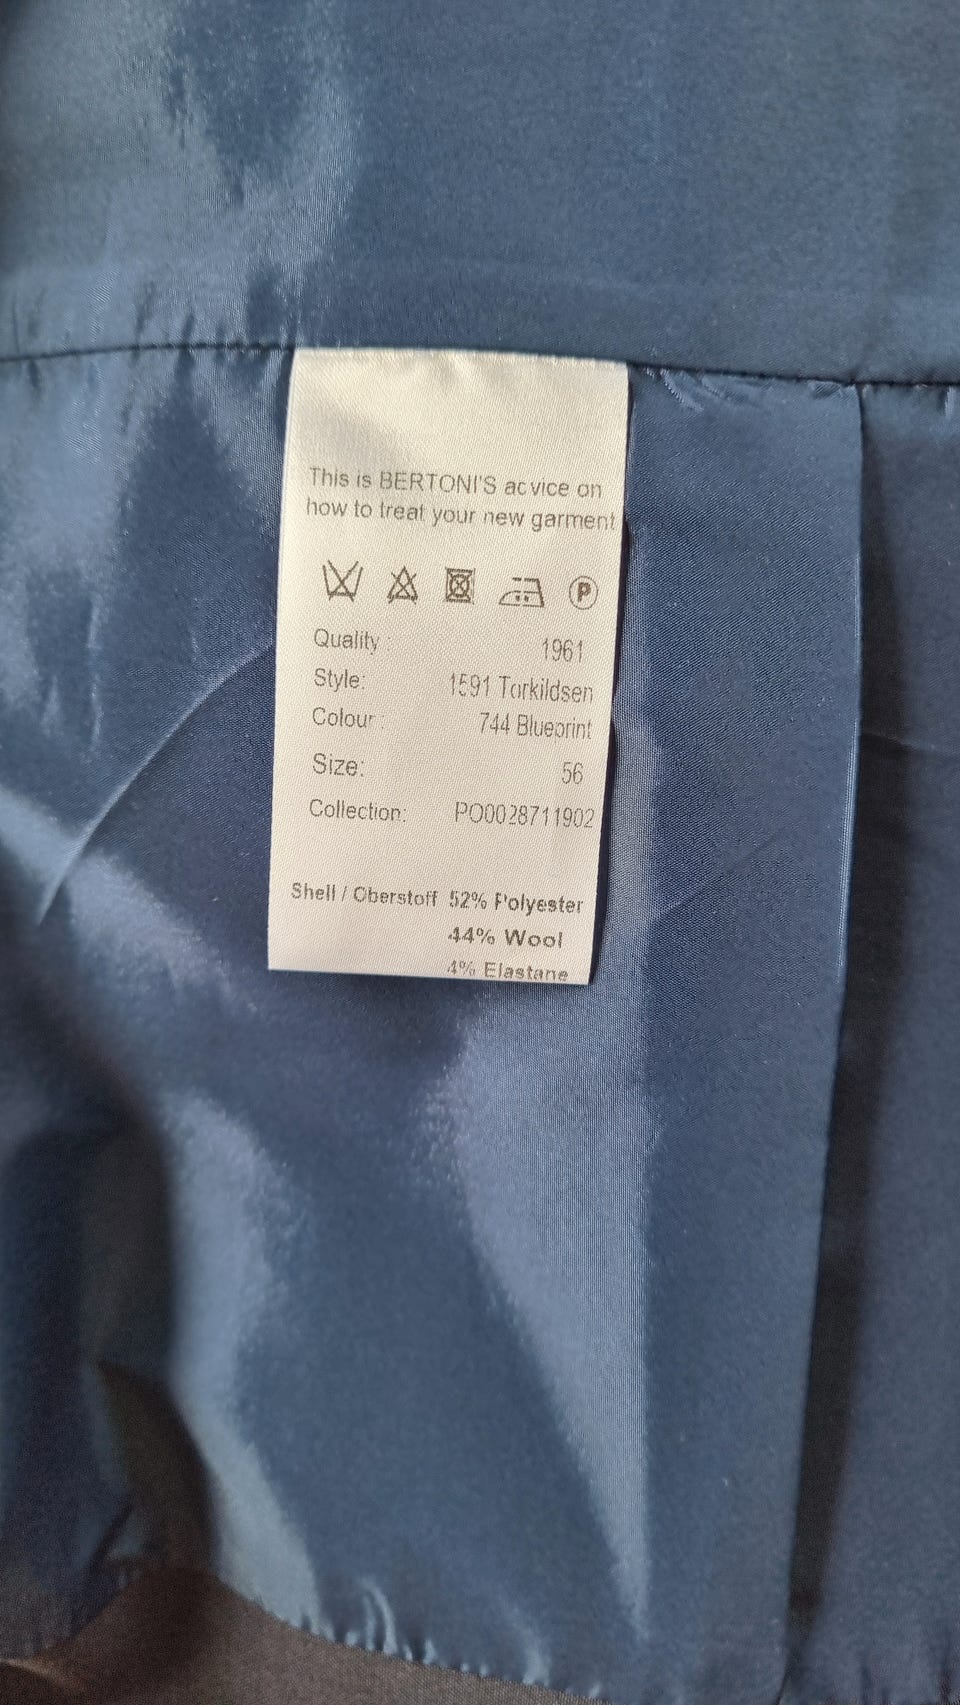 This is BERTONI'S advice on
how to treat your new garment
P
Quality : 1961
Style: 1591 Torkildsen
Colour : 744 Blueprint
Size: 56
Collection: PO0028711902
Shell / Oberstoff 52% Polyester
44% Wool
4% Elastane